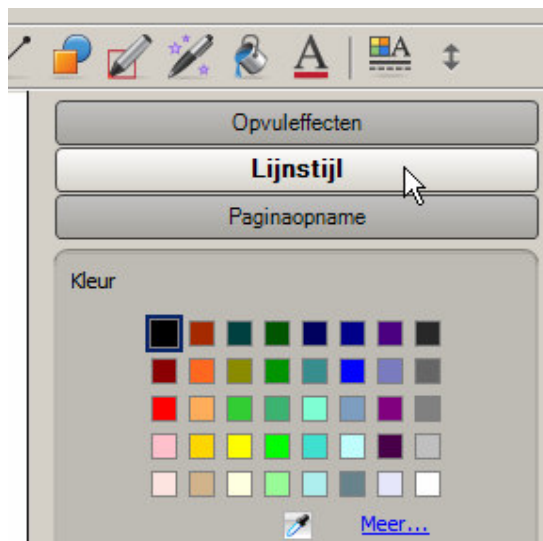 A
A
Opvuleffecten
Lijnstijl
Paginaopname
Kleur
Meer...